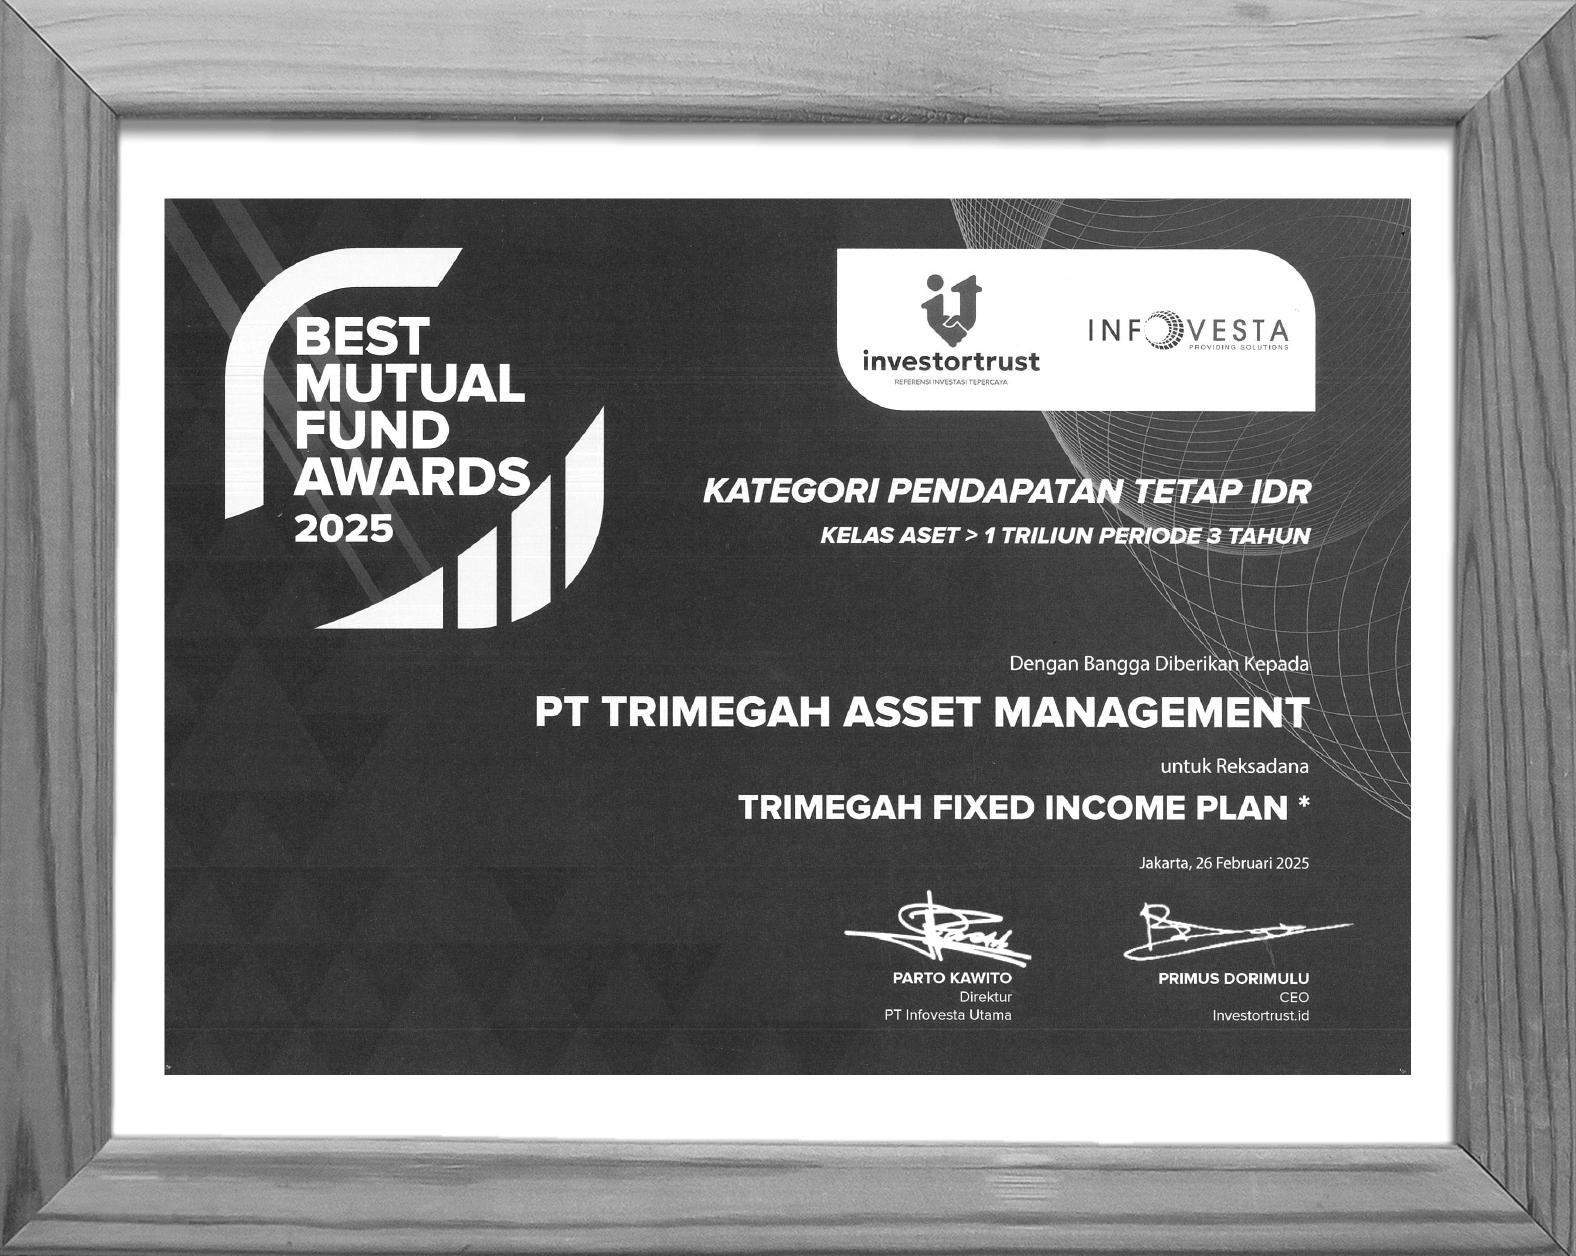 BEST
MUTUAL
FUND
AWARDS
2025
investortrust
REFERENSI INVESTASI TEPERCAYA
INFOVESTA
PROVIDING SOLUTIONS
KATEGORI PENDAPATAN TETAP IDR
KELAS ASET > 1 TRILIUN PERIODE 3 TAHUN
Dengan Bangga Diberikan Kepada
PT TRIMEGAH ASSET MANAGEMENT
untuk Reksadana
TRIMEGAH FIXED INCOME PLAN *
Jakarta, 26 Februari 2025
PARTO KAWITO
Direktur
PT Infovesta Utama
PRIMUS DORIMULU
CEO
Investortrust.id